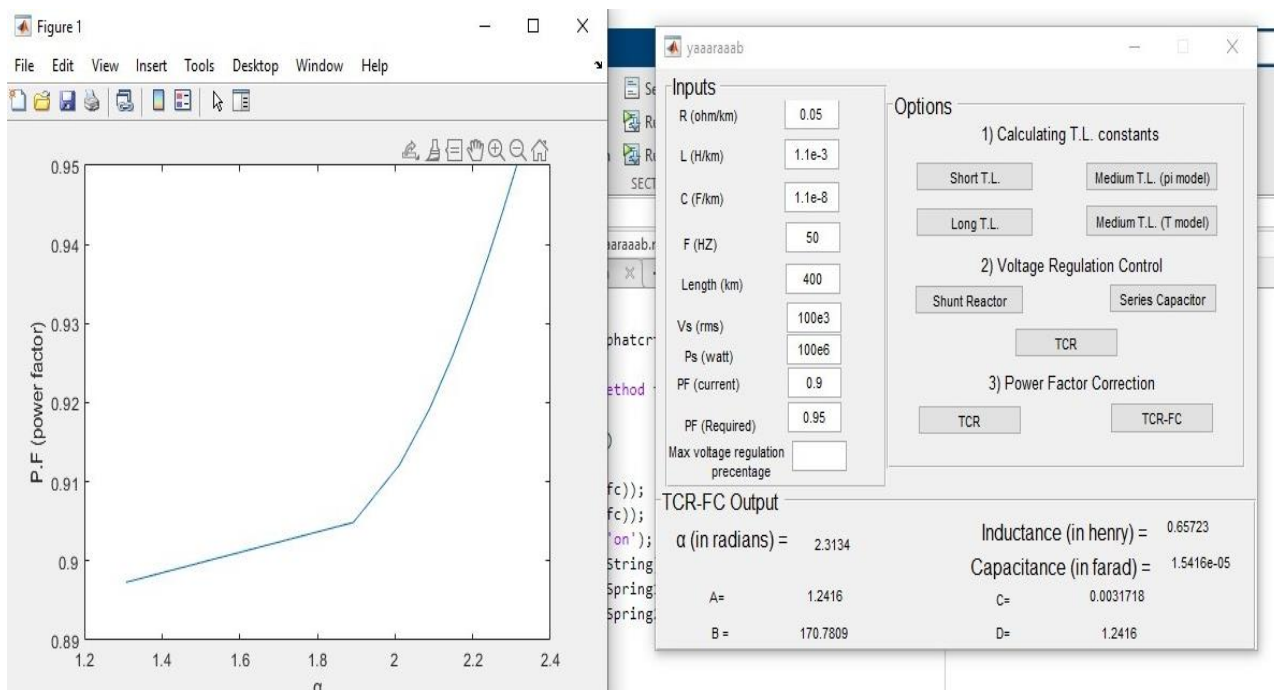 Figure 1
File Edit View Insert Tools Desktop Window Help
0.95
0.94
0.93
0.92
0.91
0.9
0.89
P.F (power factor)
1.2 1.4 1.6 1.8 2 2.2 2.4
SECT
yaaaraaab
Inputs
R (ohm/km) 0.05
L (H/km) 1.1e-3
C (F/km) 1.1e-8
F (HZ) 50
Length (km) 400
Vs (rms) 100e3
Ps (watt) 100e6
PF (current) 0.9
PF (Required) 0.95
Max voltage regulation
precentage
Options
1) Calculating T.L. constants
Short T.L. Medium T.L. (pi model)
Long T.L. Medium T.L. (T model)
2) Voltage Regulation Control
Shunt Reactor Series Capacitor
TCR
3) Power Factor Correction
TCR TCR-FC
TCR-FC Output
α (in radians) = 2.3134
Inductance (in henry) = 0.65723
Capacitance (in farad) = 1.5416e-05
A= 1.2416 C= 0.0031718
B = 170.7809 D= 1.2416